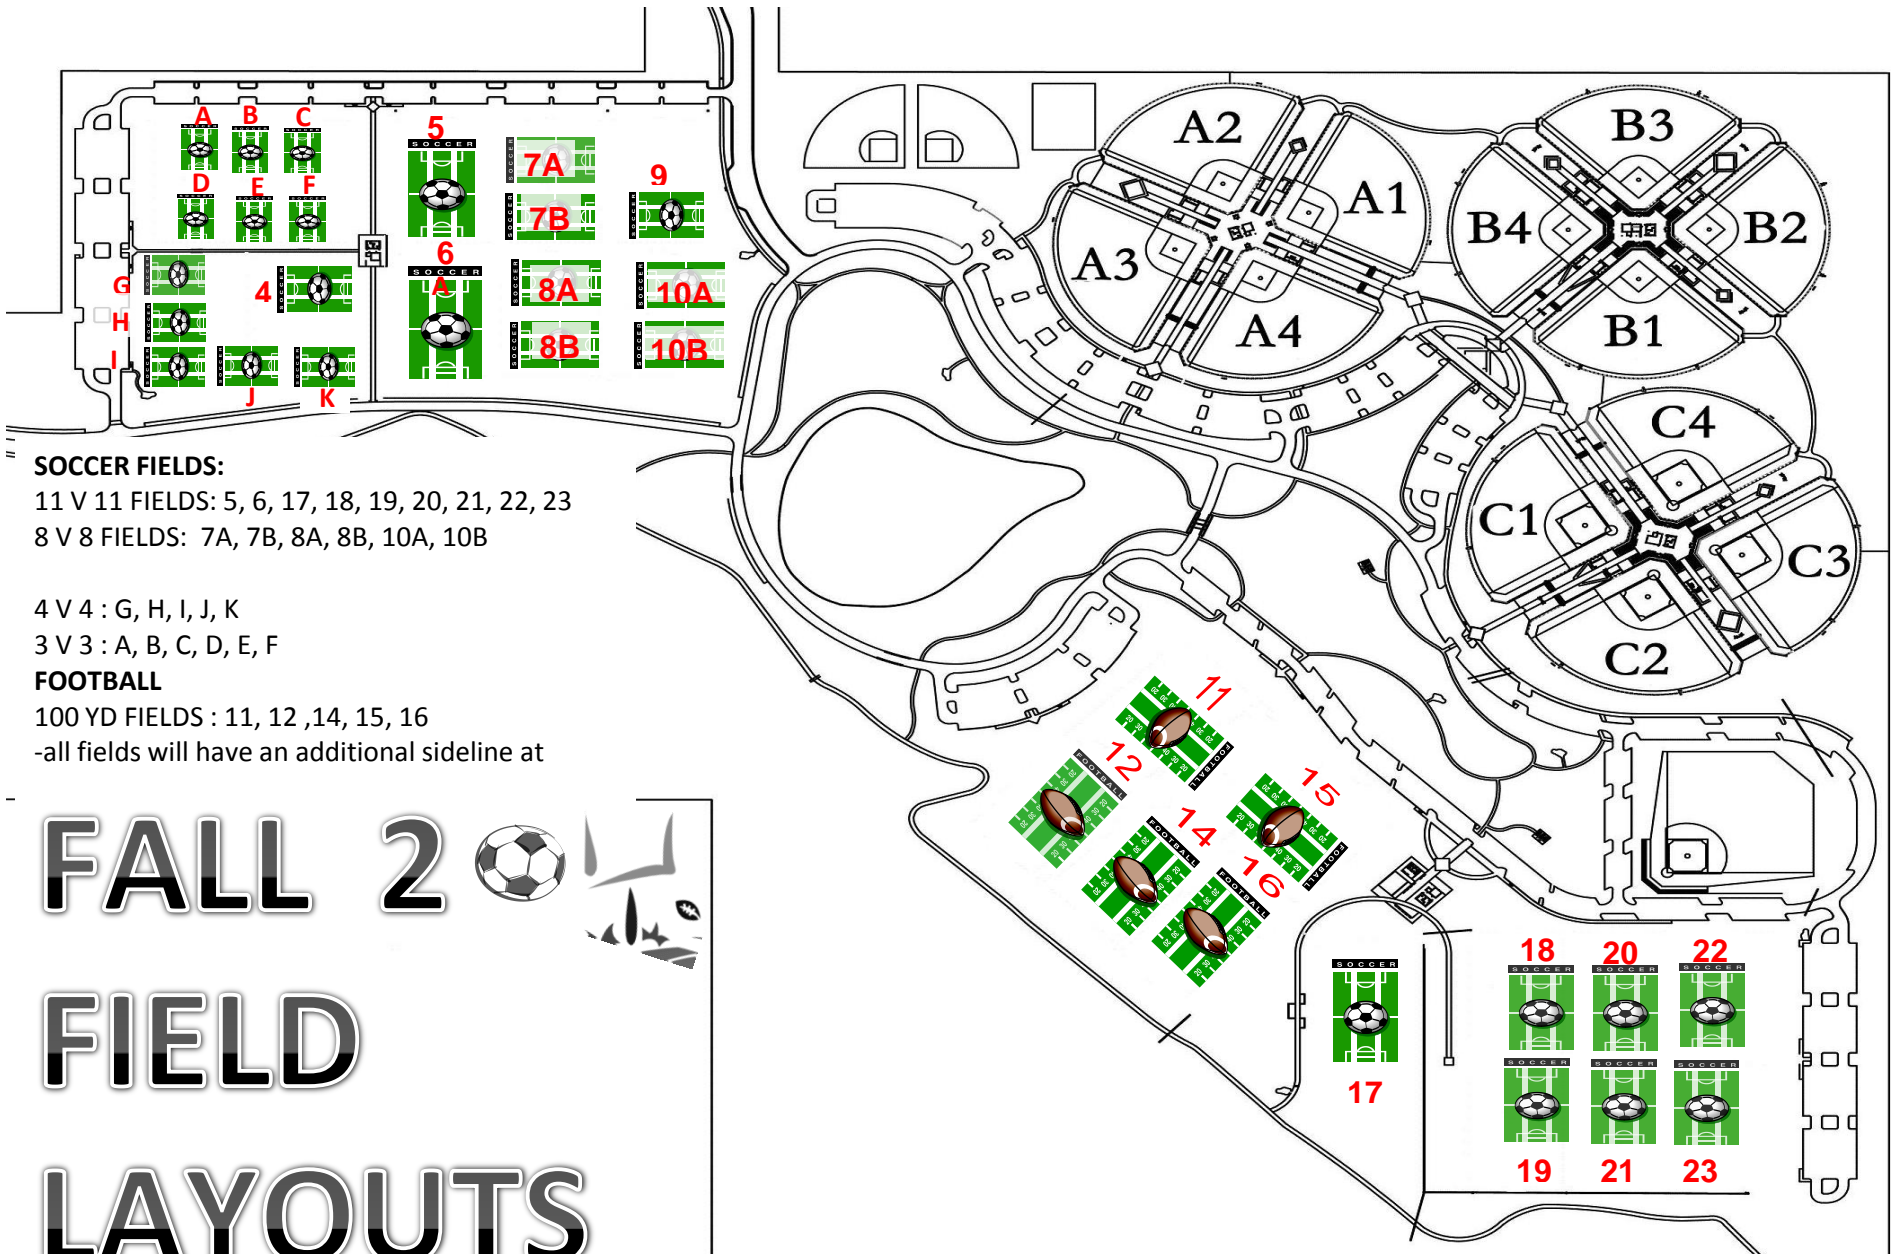 A B C
D E F
G
H
I
J
K
4
5
SOCCER
6
SOCCER
A
7A
7B
8A
8B
9
10A
10B
A2
A1
A3
A4
B3
B4
B2
B1
C4
C1
C3
C2
SOCCER FIELDS:
11 V 11 FIELDS: 5, 6, 17, 18, 19, 20, 21, 22, 23
8 V 8 FIELDS: 7A, 7B, 8A, 8B, 10A, 10B
4 V 4 : G, H, I, J, K
3 V 3 : A, B, C, D, E, F
FOOTBALL
100 YD FIELDS : 11, 12 ,14, 15, 16
-all fields will have an additional sideline at
FALL 2
FIELD
LAYOUTS
11
FOOTBALL
12
FOOTBALL
14
FOOTBALL
15
FOOTBALL
16
FOOTBALL
SOCCER
17
18 20 22
SOCCER SOCCER SOCCER
SOCCER SOCCER SOCCER
19 21 23